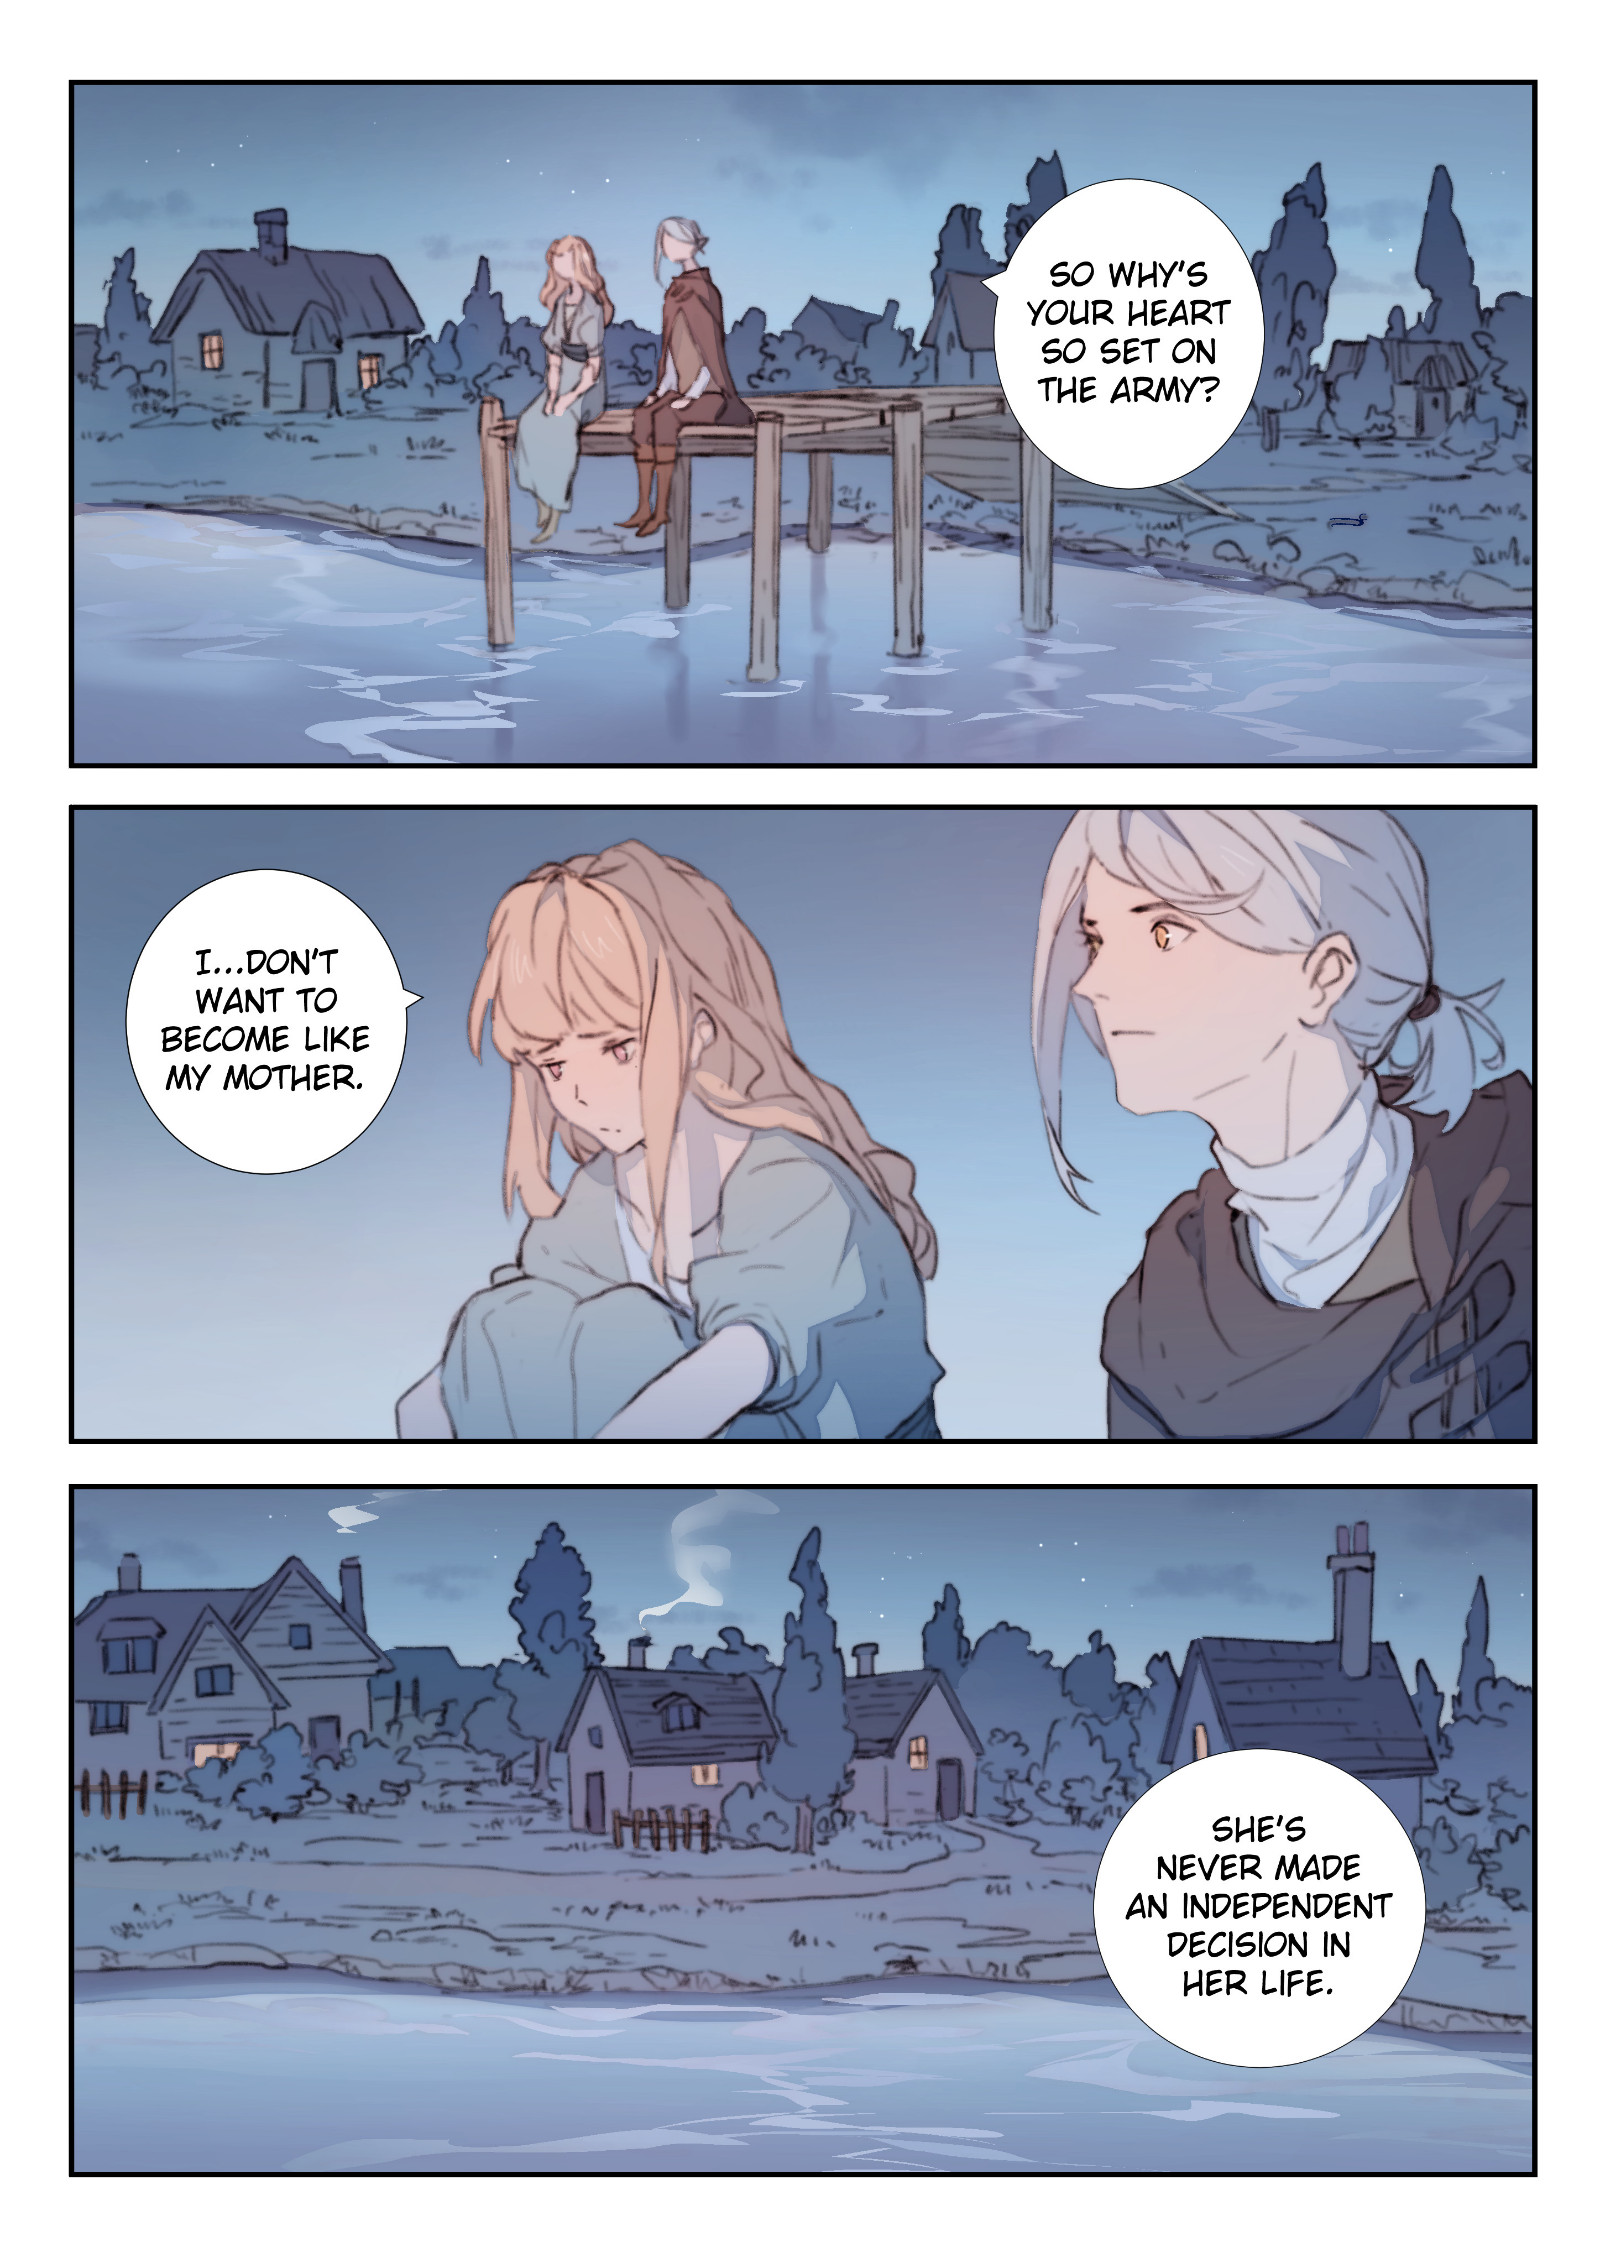 SO WHY'S
YOUR HEART
SO SET ON
THE ARMY?
I...DON'T
WANT TO
BECOME LIKE
MY MOTHER.
SHE'S
NEVER MADE
AN INDEPENDENT
DECISION IN
HER LIFE.